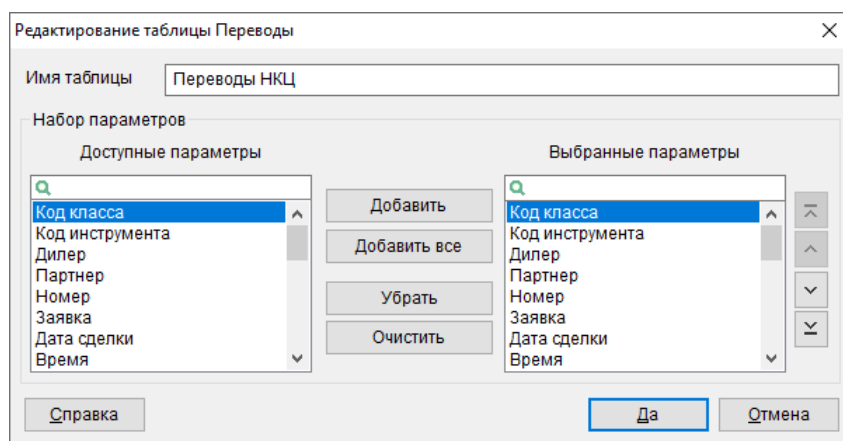 Редактирование таблицы Переводы
Имя таблицы Переводы НКЦ
Набор параметров
Доступные параметры
Код класса
Код инструмента
Дилер
Партнер
Номер
Заявка
Дата сделки
Время
Добавить
Добавить все
Убрать
Очистить
Выбранные параметры
Код класса
Код инструмента
Дилер
Партнер
Номер
Заявка
Дата сделки
Время
Справка
Да
Отмена